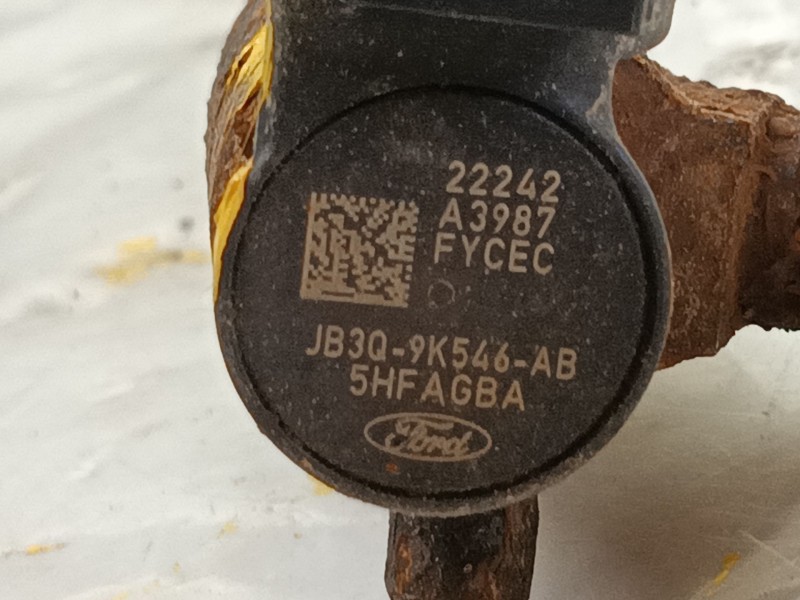 22242
A3987
FYCEC
JB3Q-9K546-AB
5HFAGBA
Ford